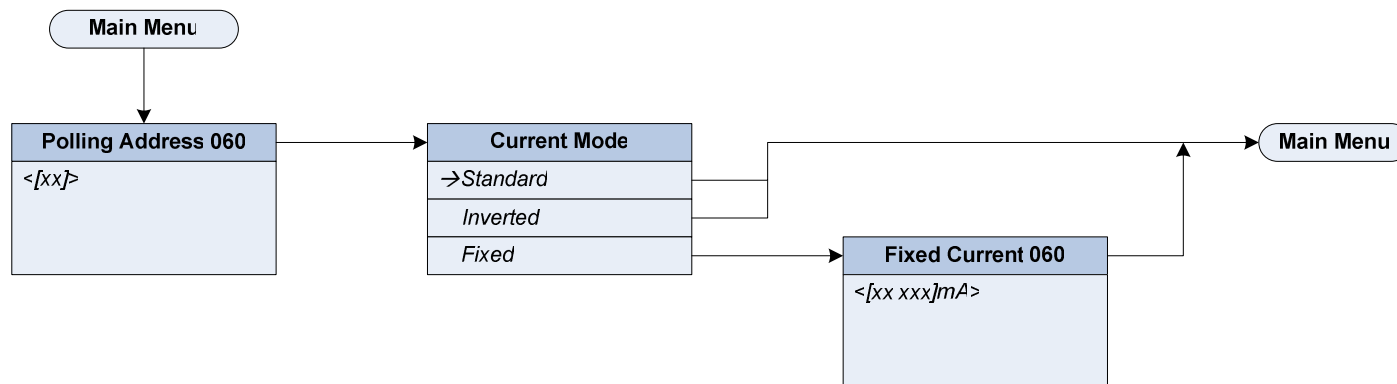 Main Menu
Polling Address 060
<[xx]>
Current Mode
→Standard
Inverted
Fixed
Fixed Current 060
<[xx xxx]mA>
Main Menu